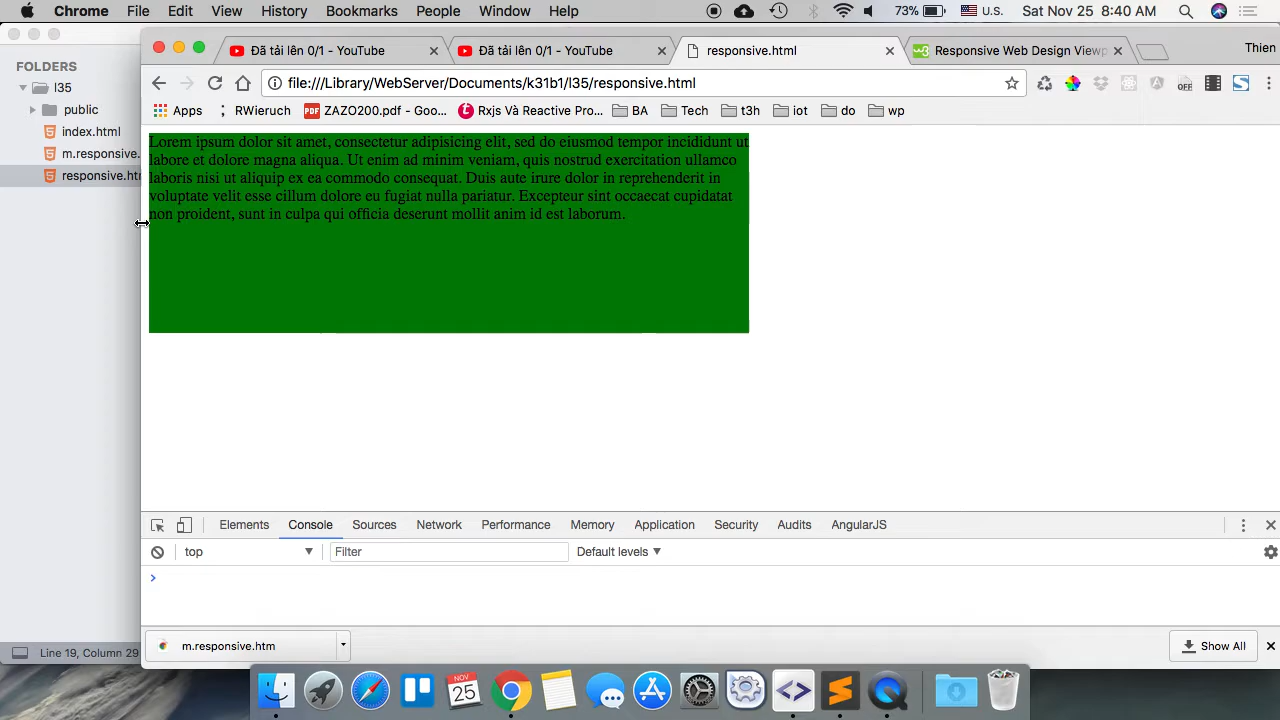 Chrome File Edit View History Bookmarks People Window Help 73% U.S. Sat Nov 25 8:40 AM
FOLDERS
l35
public
index.html
m.responsive.
responsive.htm
Line 19, Column 29
Đã tải lên 0/1 - YouTube Đã tải lên 0/1 - YouTube responsive.html Responsive Web Design Viewp Thien
file:///Library/WebServer/Documents/k31b1/l35/responsive.html
Apps RWieruch ZAZO200.pdf - Goo... Rxjs Và Reactive Pro... BA Tech t3h iot do wp
Lorem ipsum dolor sit amet, consectetur adipisicing elit, sed do eiusmod tempor incididunt ut
labore et dolore magna aliqua. Ut enim ad minim veniam, quis nostrud exercitation ullamco
laboris nisi ut aliquip ex ea commodo consequat. Duis aute irure dolor in reprehenderit in
voluptate velit esse cillum dolore eu fugiat nulla pariatur. Excepteur sint occaecat cupidatat
non proident, sunt in culpa qui officia deserunt mollit anim id est laborum.
Elements Console Sources Network Performance Memory Application Security Audits AngularJS
top Filter Default levels
m.responsive.htm Show All
NOV
25